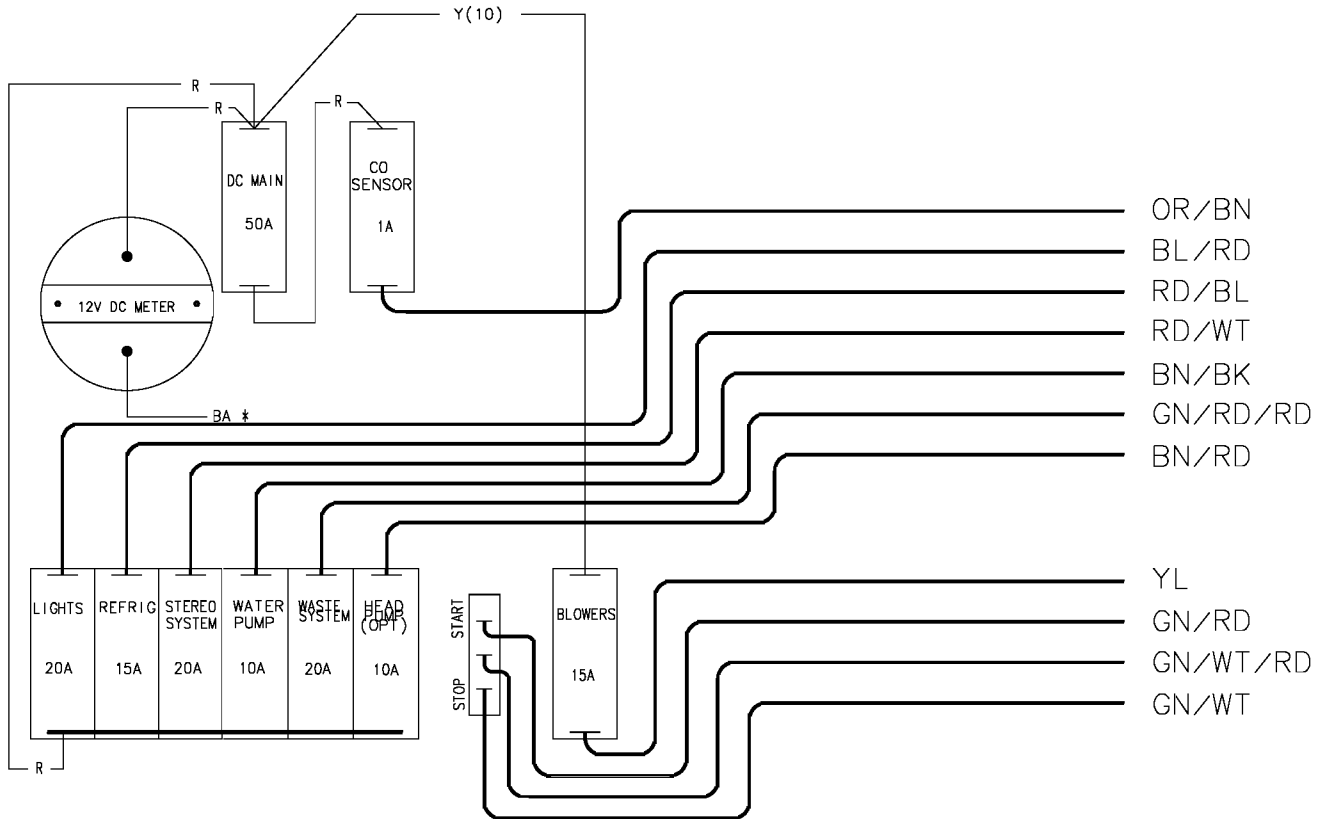 Y(10)
R
R
R
DC MAIN
50A
CO
SENSOR
1A
12V DC METER
BA *
OR/BN
BL/RD
RD/BL
RD/WT
BN/BK
GN/RD/RD
BN/RD
LIGHTS
20A
REFRIG
15A
STEREO
SYSTEM
20A
WATER
PUMP
10A
WASTE
SYSTEM
20A
HEAD
PUMP
(OPT)
10A
START
STOP
BLOWERS
15A
YL
GN/RD
GN/WT/RD
GN/WT
R